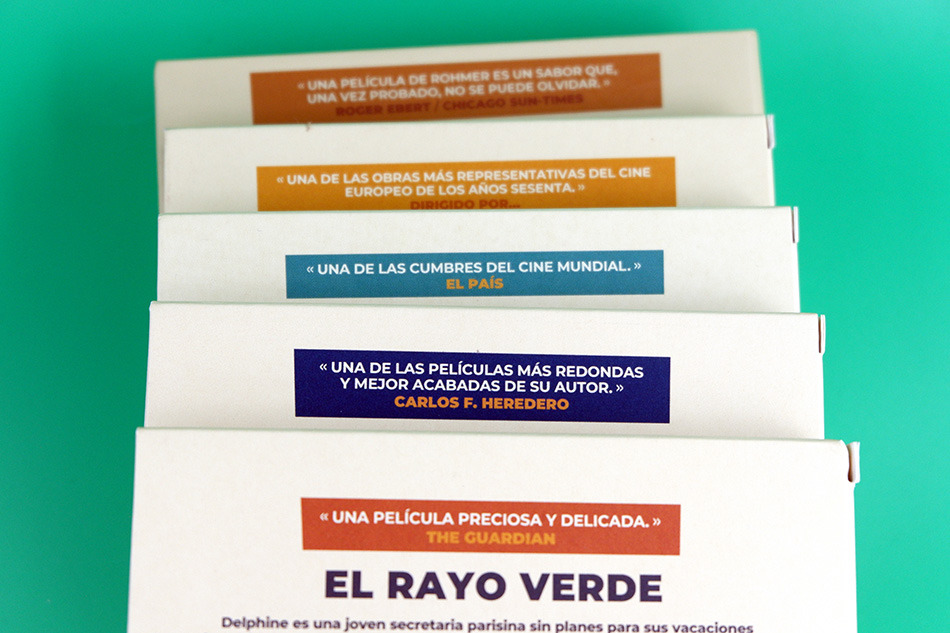 « UNA PELÍCULA DE ROHMER ES UN SABOR QUE,
UNA VEZ PROBADO, NO SE PUEDE OLVIDAR. »
ROGER EBERT / CHICAGO SUN-TIMES
« UNA DE LAS OBRAS MÁS REPRESENTATIVAS DEL CINE
EUROPEO DE LOS AÑOS SESENTA. »
DIRIGIDO POR...
« UNA DE LAS CUMBRES DEL CINE MUNDIAL. »
EL PAÍS
« UNA DE LAS PELÍCULAS MÁS REDONDAS
Y MEJOR ACABADAS DE SU AUTOR. »
CARLOS F. HEREDERO
« UNA PELÍCULA PRECIOSA Y DELICADA. »
THE GUARDIAN
EL RAYO VERDE
Delphine es una joven secretaria parisina sin planes para sus vacaciones